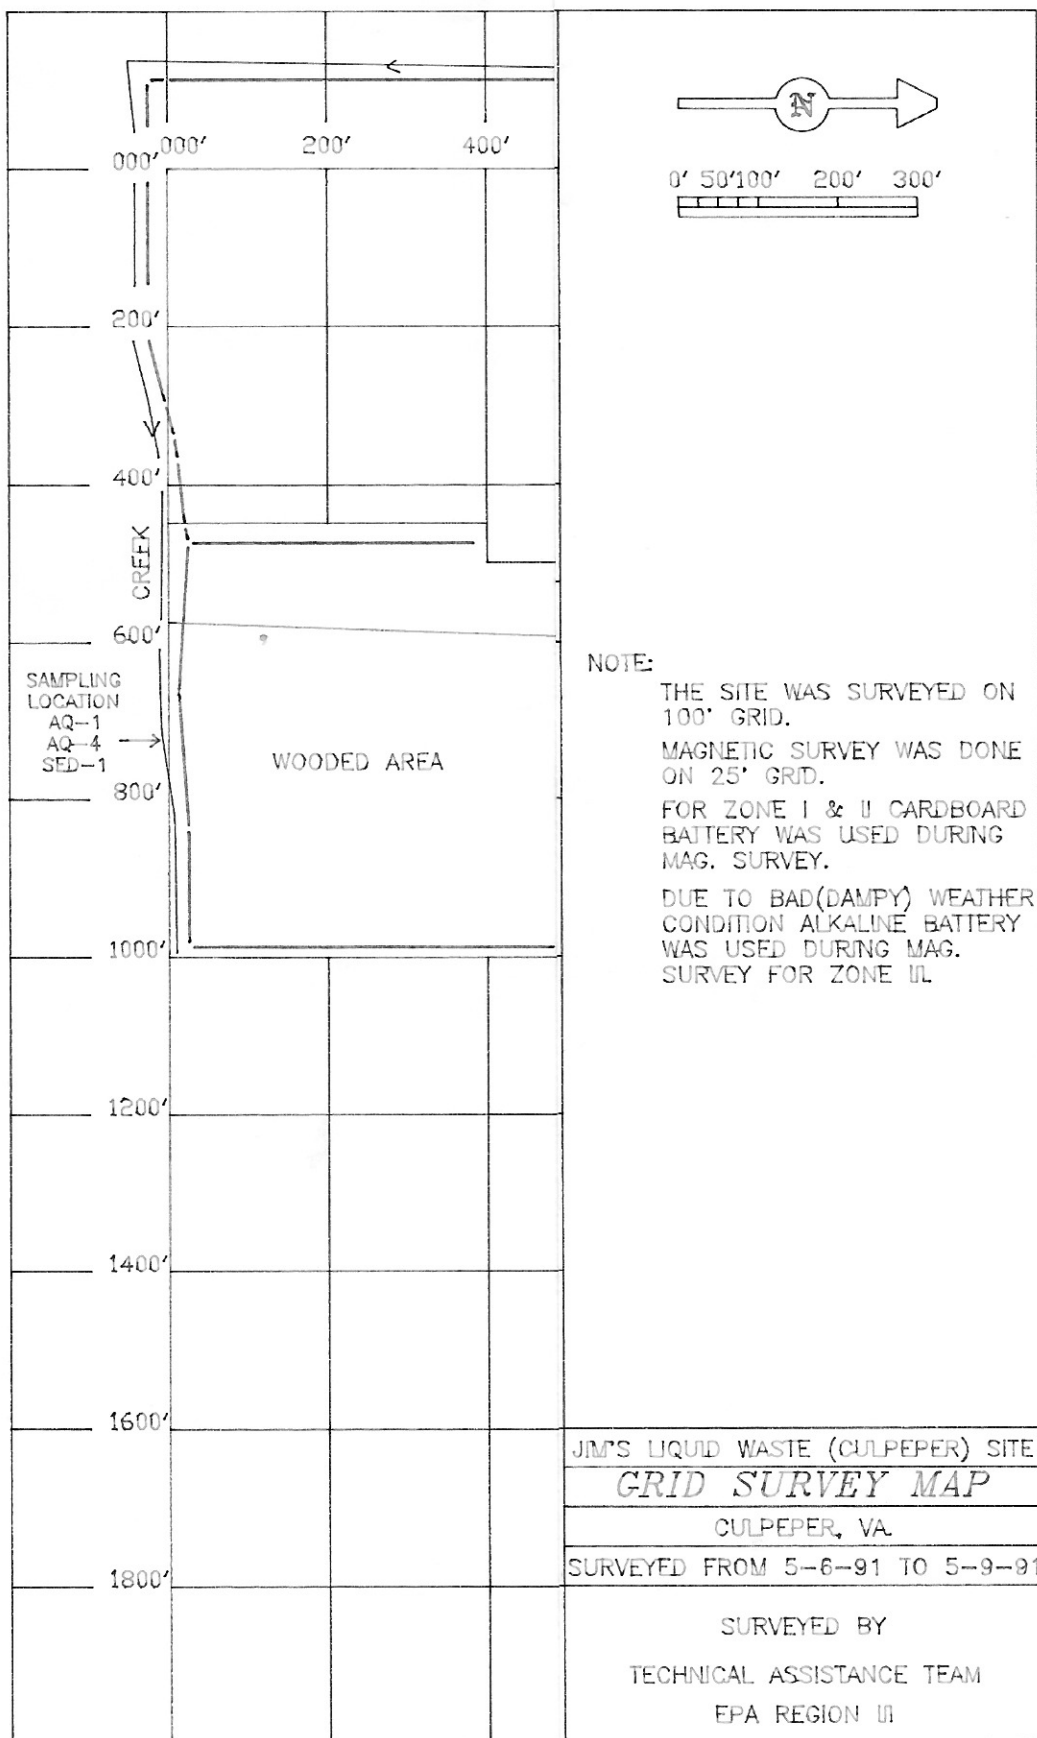 N
000' 200' 400'
000'
0' 50' 100' 200' 300'
200'
400'
CREEK
600'
SAMPLING
LOCATION
AQ-1
AQ-4
SED-1
WOODED AREA
800'
1000'
1200'
1400'
1600'
1800'
NOTE:
THE SITE WAS SURVEYED ON
100' GRID.
MAGNETIC SURVEY WAS DONE
ON 25' GRID.
FOR ZONE I & II CARDBOARD
BATTERY WAS USED DURING
MAG. SURVEY.
DUE TO BAD(DAMPY) WEATHER
CONDITION ALKALINE BATTERY
WAS USED DURING MAG.
SURVEY FOR ZONE III.
JIM'S LIQUID WASTE (CULPEPER) SITE
GRID SURVEY MAP
CULPEPER, VA.
SURVEYED FROM 5-6-91 TO 5-9-91
SURVEYED BY
TECHNICAL ASSISTANCE TEAM
EPA REGION III